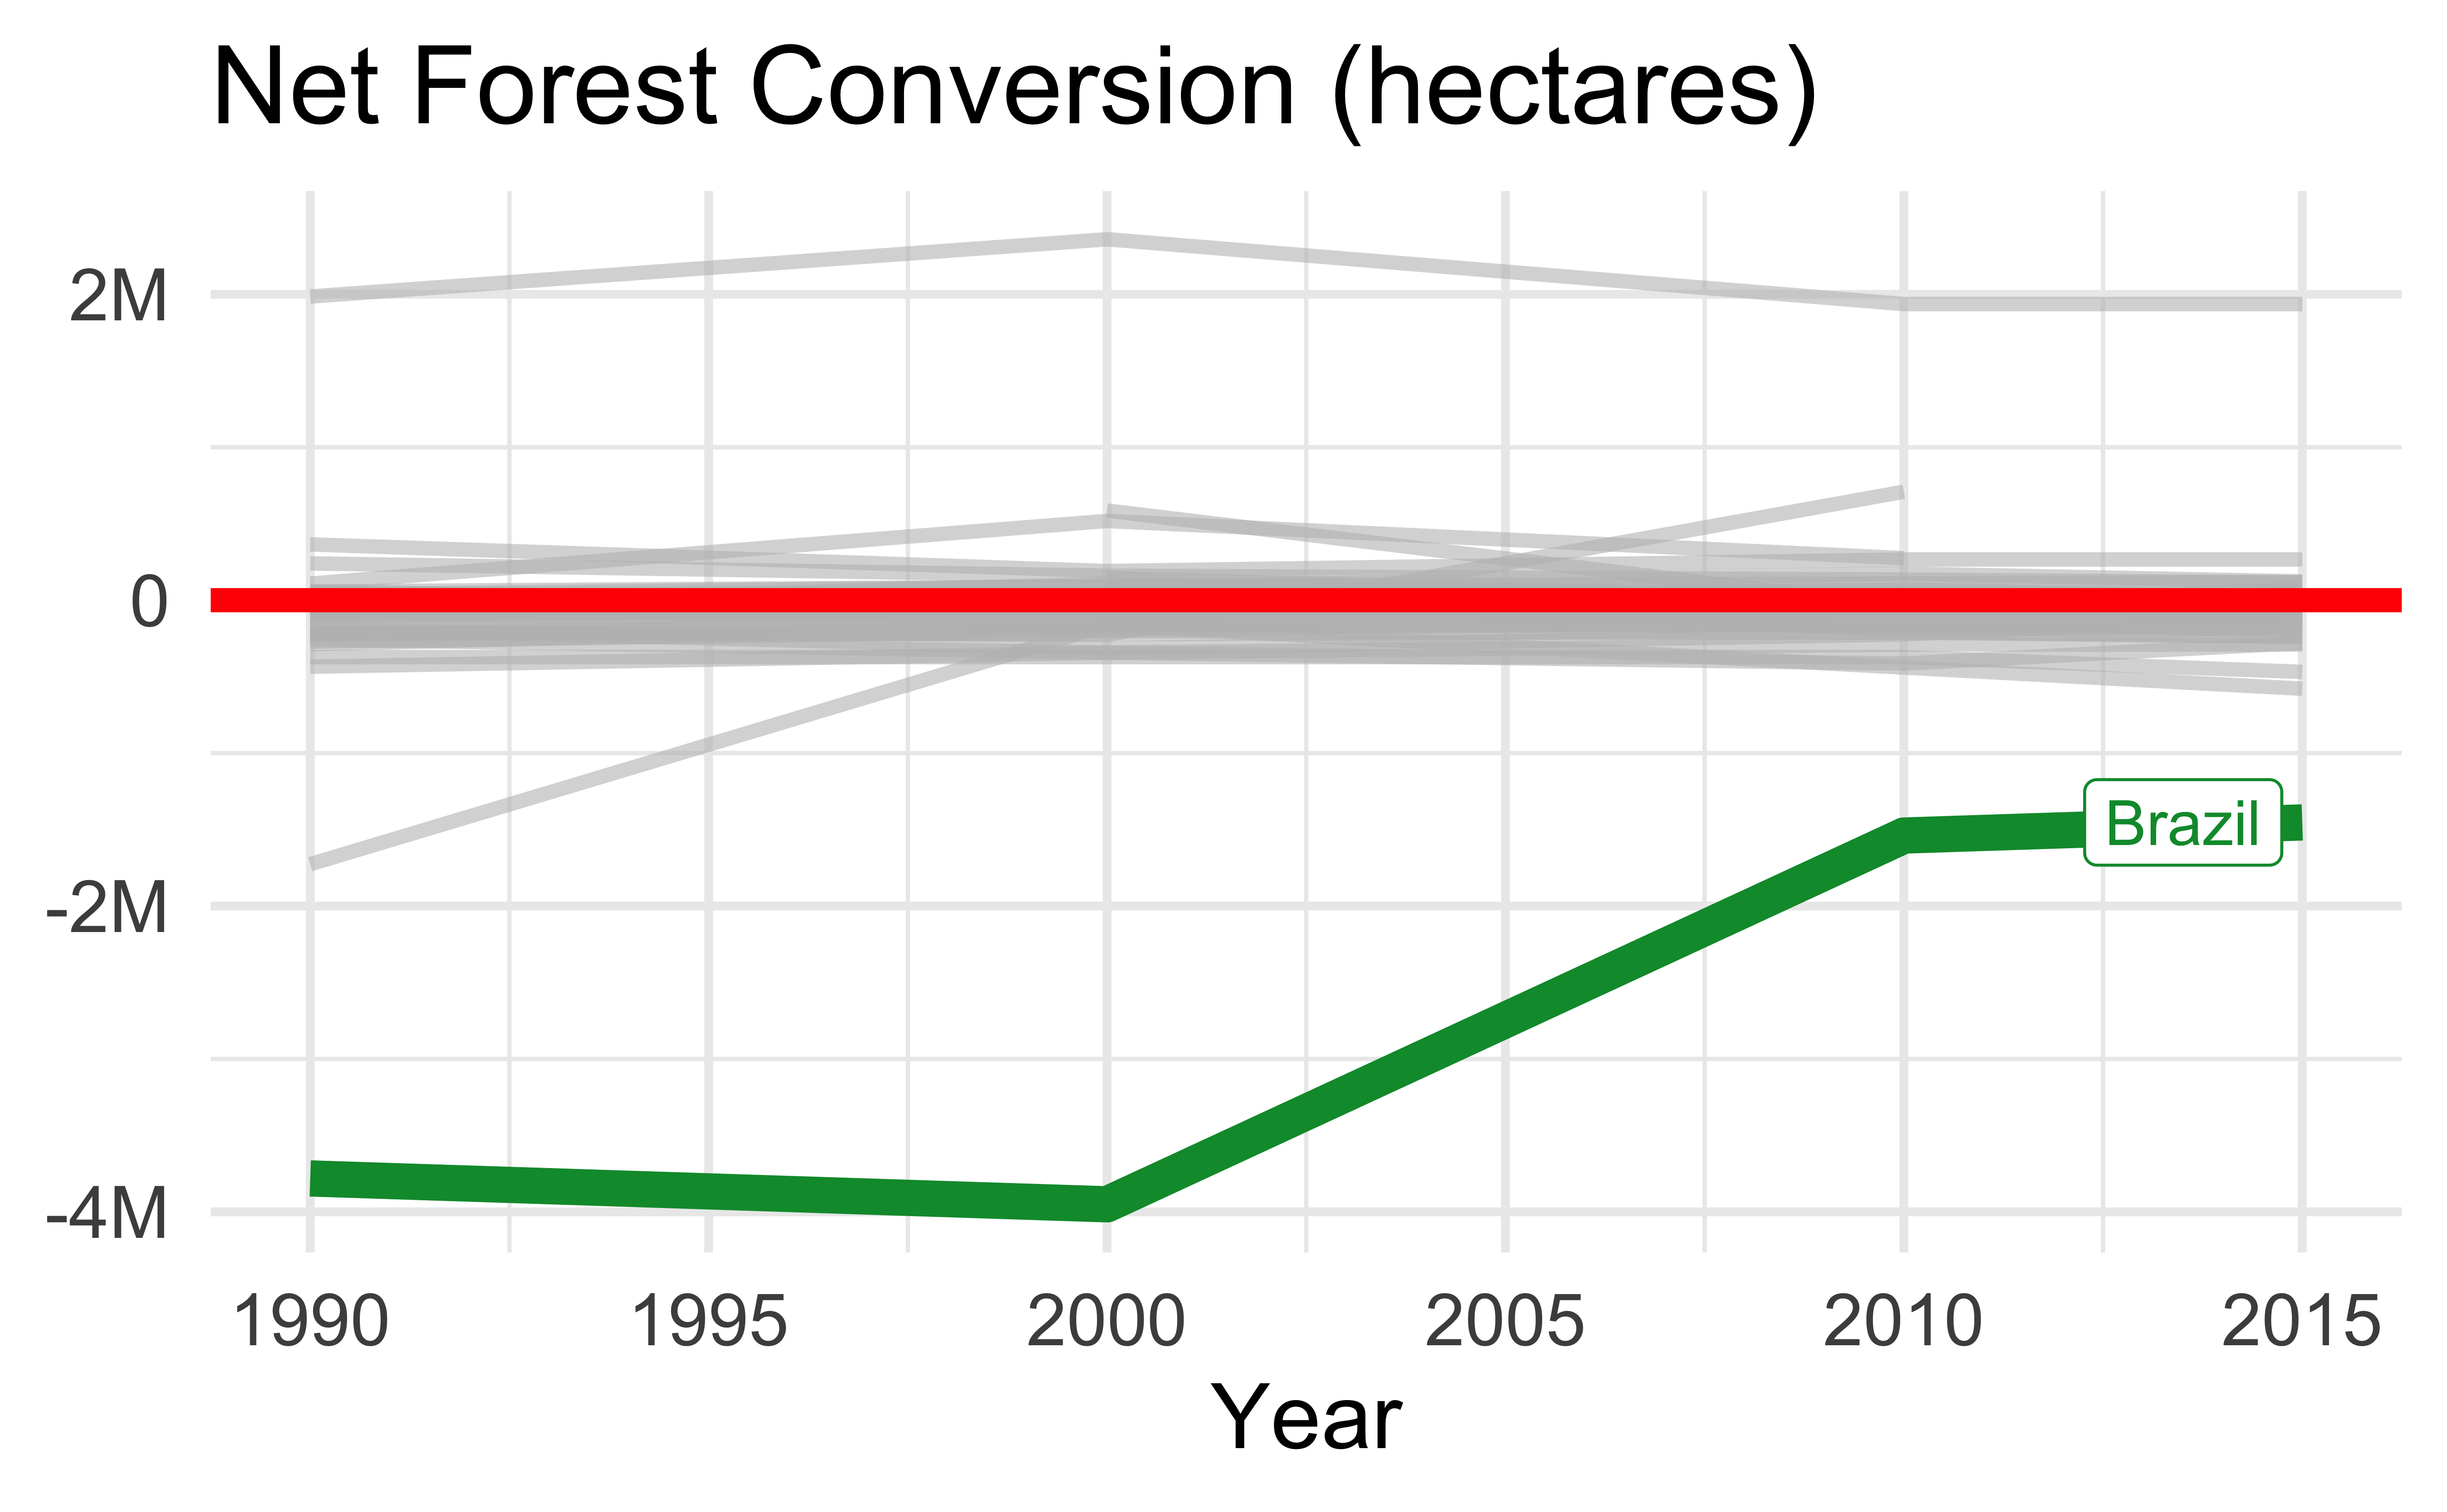 Net Forest Conversion (hectares)
2M
0
-2M
-4M
Brazil
1990 1995 2000 2005 2010 2015
Year